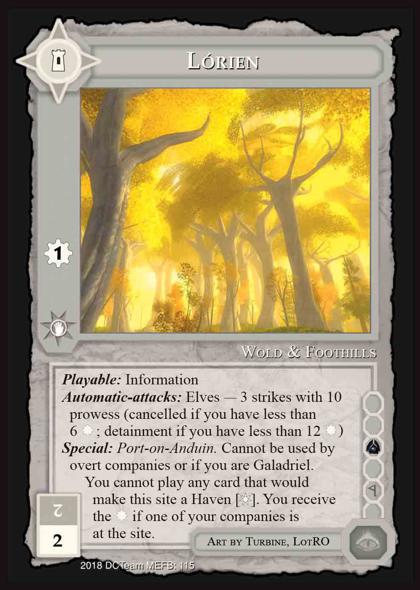 Lórien
1
Wold & Foothills
Playable: Information
Automatic-attacks: Elves — 3 strikes with 10
prowess (cancelled if you have less than
6 ; detainment if you have less than 12 )
Special: Port-on-Anduin. Cannot be used by
overt companies or if you are Galadriel.
You cannot play any card that would
make this site a Haven [ ]. You receive
the if one of your companies is
at the site.
2
2
Art by Turbine, LotRO
2018 DCTeam MEFB: 115